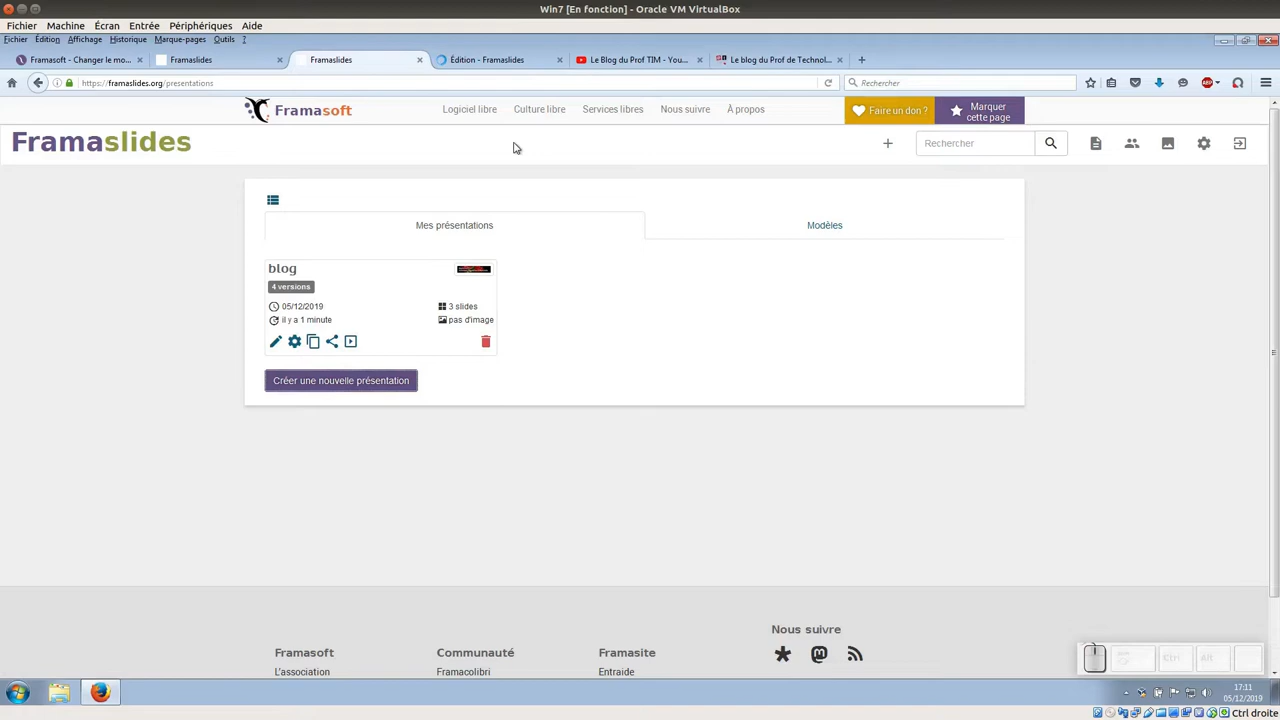 Win7 [En fonction] - Oracle VM VirtualBox
Fichier Machine Écran Entrée Périphériques Aide
Fichier Édition Affichage Historique Marque-pages Outils ?
Framasoft - Changer le mo... Framaslides Framaslides Édition - Framaslides Le Blog du Prof TIM - You... Le blog du Prof de Technol...
https://framaslides.org/presentations Rechercher
Framasoft Logiciel libre Culture libre Services libres Nous suivre À propos Faire un don ? Marquer
cette page
Framaslides Rechercher
Mes présentations Modèles
blog
4 versions
05/12/2019 3 slides
il y a 1 minute pas d'image
Créer une nouvelle présentation
Nous suivre
Framasoft Communauté Framasite
L'association Framacolibri Entraide
Ctrl Alt
17:11
05/12/2019
Ctrl droite